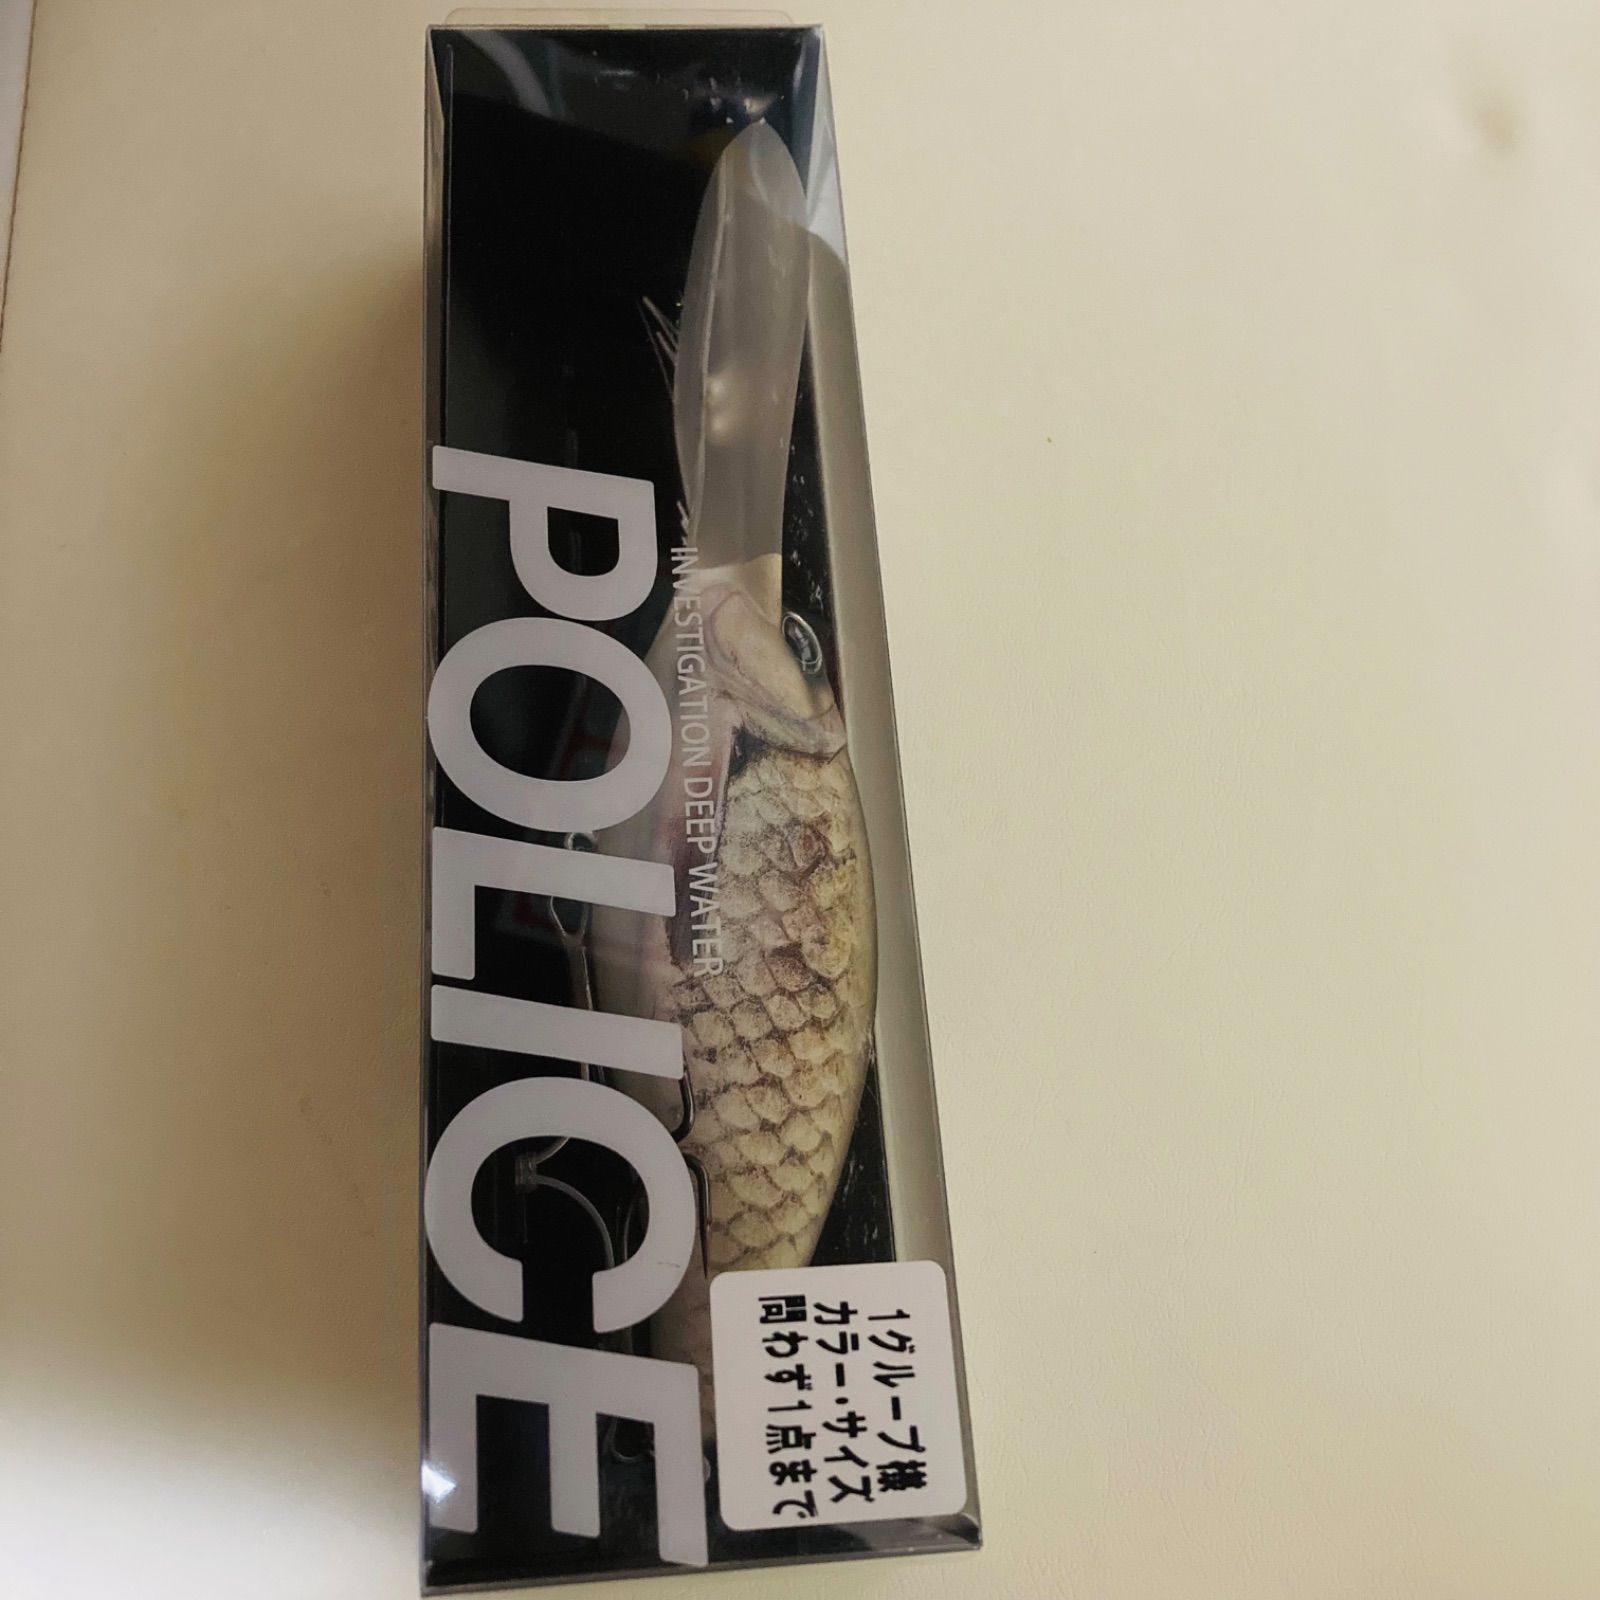 POLICE
INVESTIGATION DEEP WATER
1グループ様
カラー・サイズ
問わず1点まで